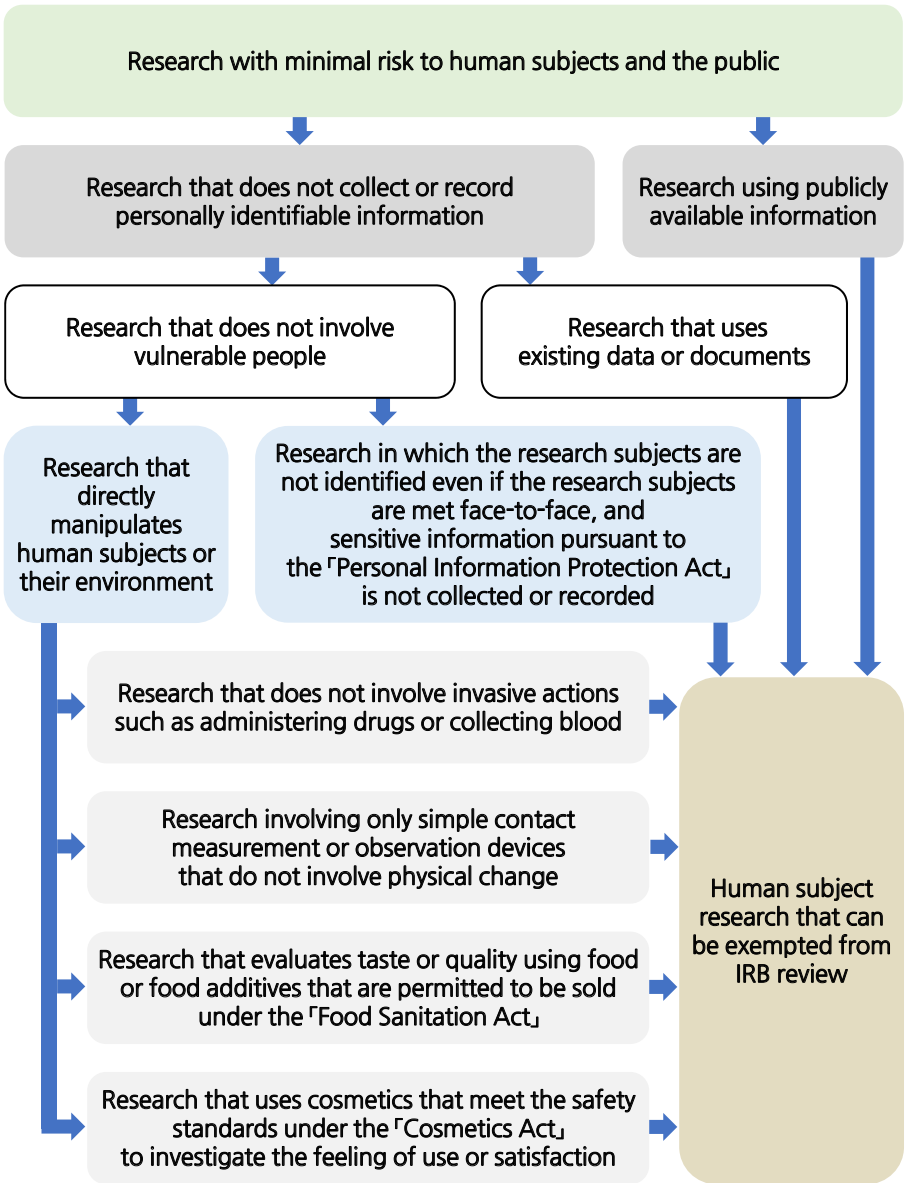 Research with minimal risk to human subjects and the public
Research that does not collect or record
personally identifiable information
Research using publicly
available information
Research that does not involve
vulnerable people
Research that uses
existing data or documents
Research that
directly
manipulates
human subjects or
their environment
Research in which the research subjects are
not identified even if the research subjects
are met face-to-face, and
sensitive information pursuant to
the「Personal Information Protection Act」
is not collected or recorded
Research that does not involve invasive actions
such as administering drugs or collecting blood
Research involving only simple contact
measurement or observation devices
that do not involve physical change
Research that evaluates taste or quality using food
or food additives that are permitted to be sold
under the「Food Sanitation Act」
Research that uses cosmetics that meet the safety
standards under the「Cosmetics Act」
to investigate the feeling of use or satisfaction
Human subject
research that can
be exempted from
IRB review